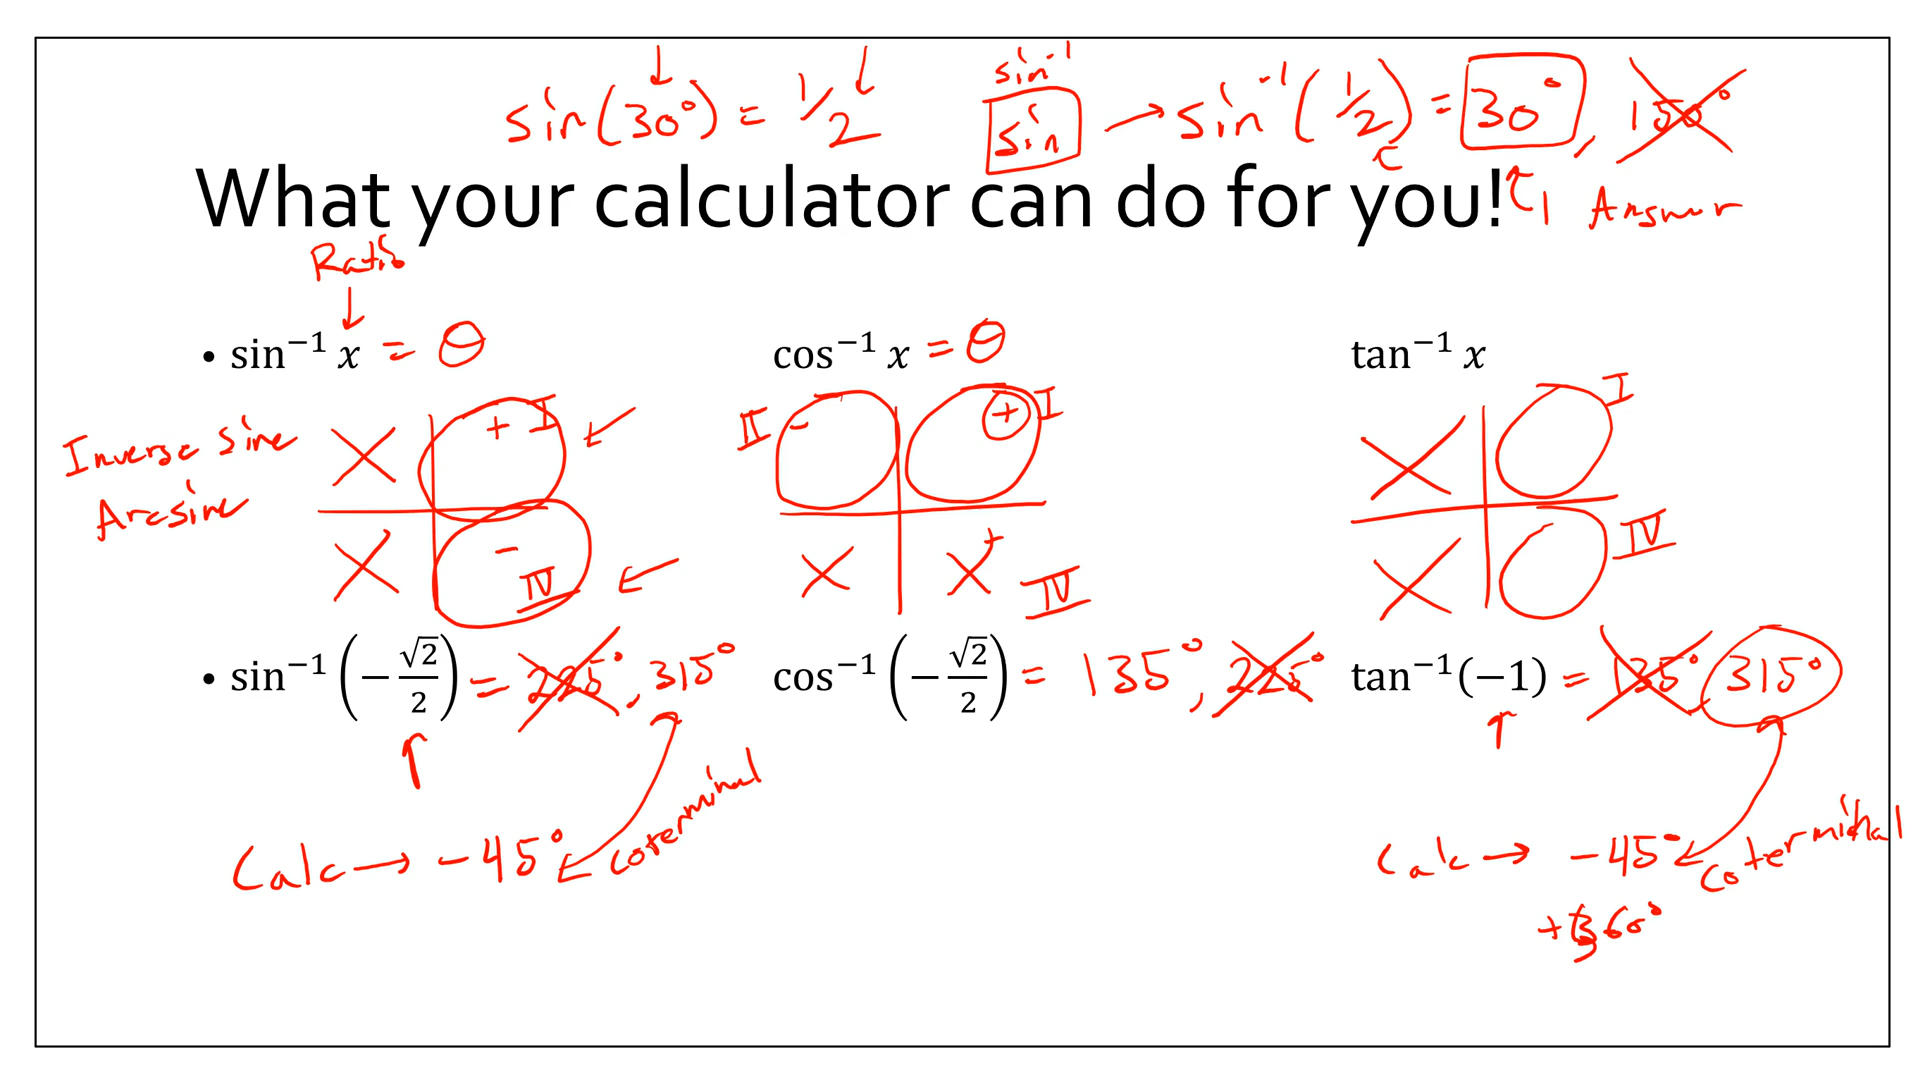 sin(30°) = 1/2
sin⁻¹
sin → sin⁻¹(1/2) = 30°, 150°
What your calculator can do for you!
1 Answer
Ratio
• sin⁻¹ x = θ
cos⁻¹ x = θ
tan⁻¹ x
Inverse Sine
Arcsine
+ I
- IV
II -
+ I
+
IV
I
IV
• sin⁻¹(-√2/2) = 225°, 315°
cos⁻¹(-√2/2) = 135°, 225°
tan⁻¹(-1) = 135°, 315°
Calc → -45°
coterminal
Calc → -45°
coterminal
+360°